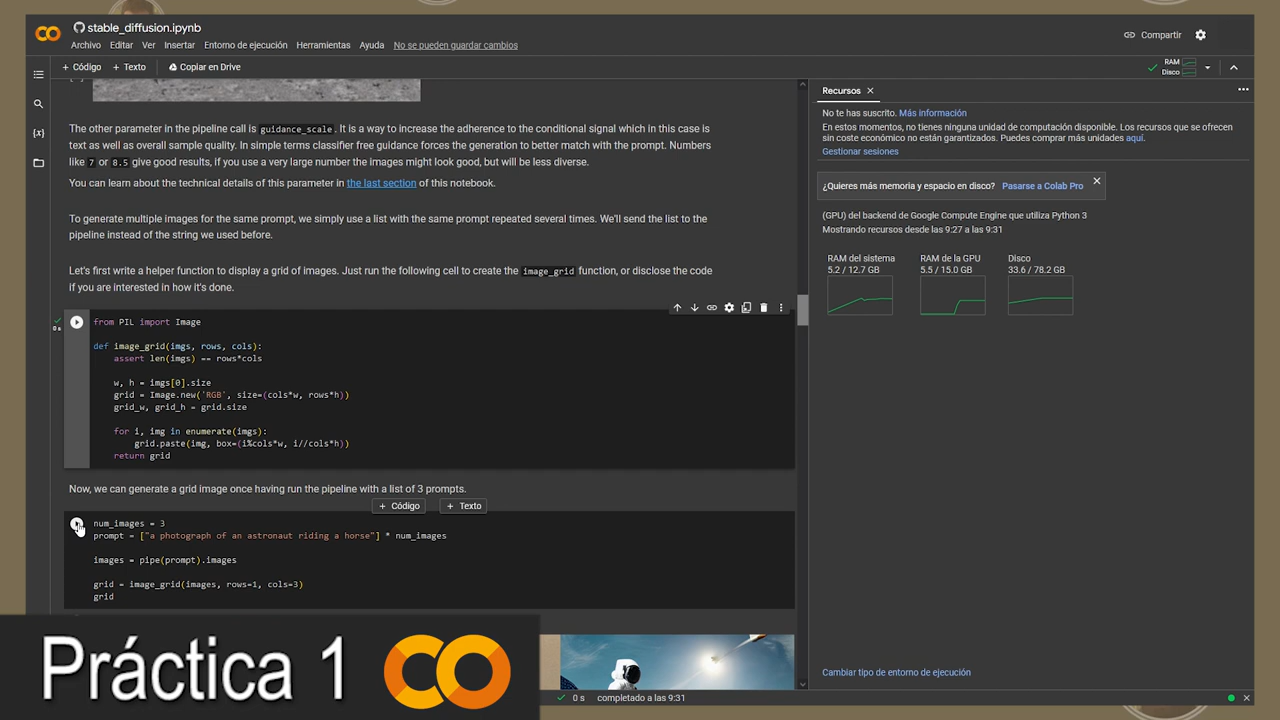 stable_diffusion.ipynb
Archivo Editar Ver Insertar Entorno de ejecución Herramientas Ayuda No se pueden guardar cambios
Compartir
+ Código + Texto Copiar en Drive
RAM
Disco
The other parameter in the pipeline call is guidance_scale. It is a way to increase the adherence to the conditional signal which in this case is
text as well as overall sample quality. In simple terms classifier free guidance forces the generation to better match with the prompt. Numbers
like 7 or 8.5 give good results, if you use a very large number the images might look good, but will be less diverse.
You can learn about the technical details of this parameter in the last section of this notebook.
To generate multiple images for the same prompt, we simply use a list with the same prompt repeated several times. We'll send the list to the
pipeline instead of the string we used before.
Let's first write a helper function to display a grid of images. Just run the following cell to create the image_grid function, or disclose the code
if you are interested in how it's done.
0 s
from PIL import Image
def image_grid(imgs, rows, cols):
assert len(imgs) == rows*cols
w, h = imgs[0].size
grid = Image.new('RGB', size=(cols*w, rows*h))
grid_w, grid_h = grid.size
for i, img in enumerate(imgs):
grid.paste(img, box=(i%cols*w, i//cols*h))
return grid
Now, we can generate a grid image once having run the pipeline with a list of 3 prompts.
+ Código + Texto
num_images = 3
prompt = ["a photograph of an astronaut riding a horse"] * num_images
images = pipe(prompt).images
grid = image_grid(images, rows=1, cols=3)
grid
Recursos
No te has suscrito. Más información
En estos momentos, no tienes ninguna unidad de computación disponible. Los recursos que se ofrecen
sin coste económico no están garantizados. Puedes comprar más unidades aquí.
Gestionar sesiones
¿Quieres más memoria y espacio en disco? Pasarse a Colab Pro
(GPU) del backend de Google Compute Engine que utiliza Python 3
Mostrando recursos desde las 9:27 a las 9:31
RAM del sistema RAM de la GPU Disco
5.2 / 12.7 GB 5.5 / 15.0 GB 33.6 / 78.2 GB
Cambiar tipo de entorno de ejecución
0 s completado a las 9:31
Práctica 1